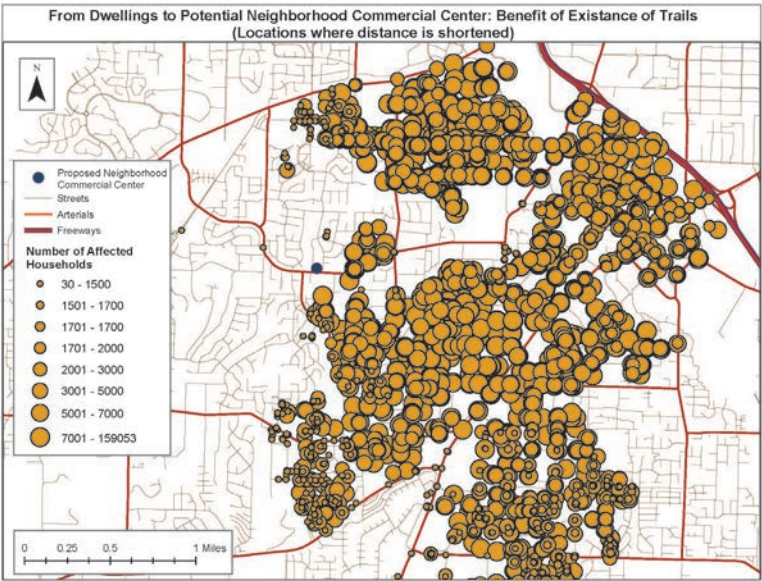 From Dwellings to Potential Neighborhood Commercial Center: Benefit of Existance of Trails
(Locations where distance is shortened)
N
Proposed Neighborhood
Commercial Center
Streets
Arterials
Freeways
Number of Affected
Households
30 - 1500
1501 - 1700
1701 - 1700
1701 - 2000
2001 - 3000
3001 - 5000
5001 - 7000
7001 - 159053
0 0.25 0.5 1 Miles